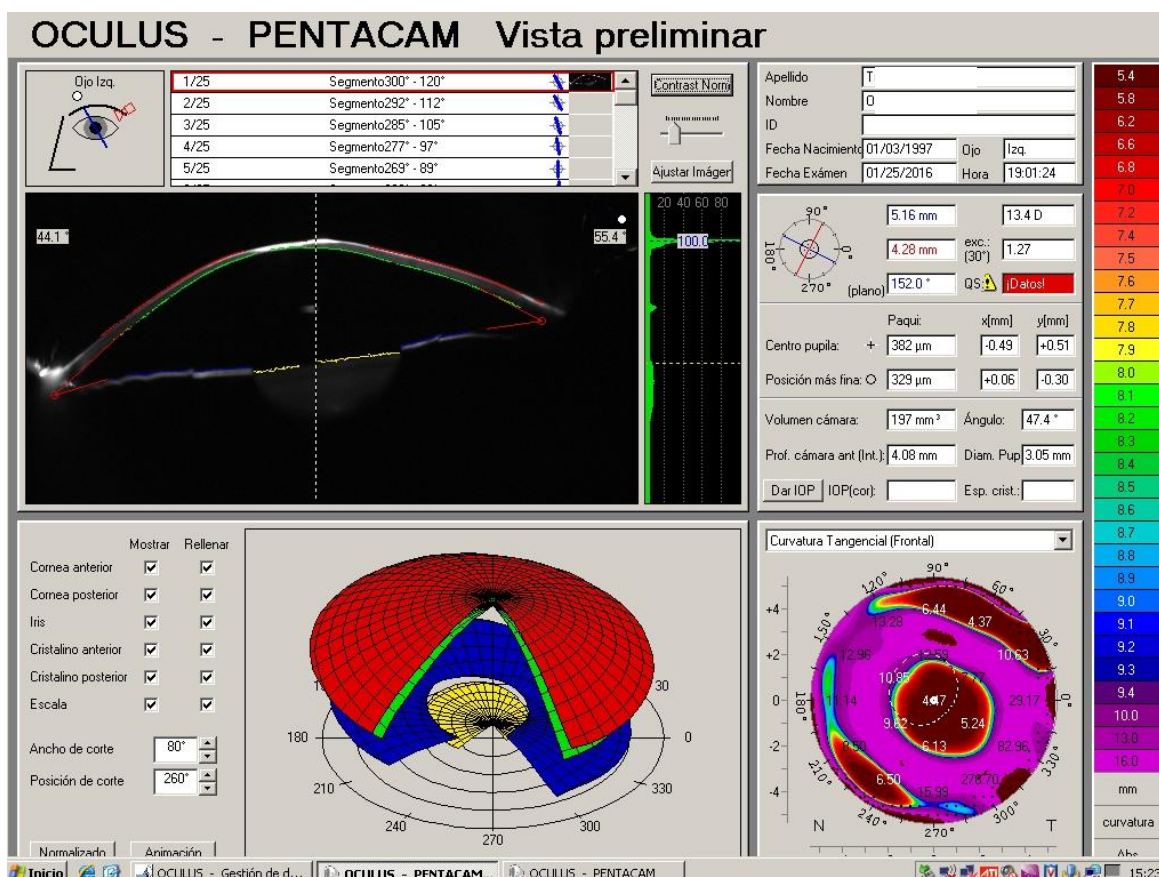 OCULUS - PENTACAM Vista preliminar
Ojo Izq.
1/25 Segmento300° - 120°
2/25 Segmento292° - 112°
3/25 Segmento285° - 105°
4/25 Segmento277° - 97°
5/25 Segmento269° - 89°
Contrast Normi
Ajustar Imáger
44.1 °
55.4 °
20 40 60 80
100.0
Apellido T
Nombre O
ID
Fecha Nacimiento 01/03/1997 Ojo Izq.
Fecha Exámen 01/25/2016 Hora 19:01:24
90°
180°
0°
270°
(plano)
5.16 mm 13.4 D
4.28 mm exc.: (30°) 1.27
152.0 ° QS: ¡Datos!
Paqui: x[mm] y[mm]
Centro pupila: + 382 µm -0.49 +0.51
Posición más fina: O 329 µm +0.06 -0.30
Volumen cámara: 197 mm³ Ángulo: 47.4 °
Prof. cámara ant (Int.): 4.08 mm Diam. Pup 3.05 mm
Dar IOP IOP(cor): Esp. crist.:
Mostrar Rellenar
Cornea anterior
Cornea posterior
Iris
Cristalino anterior
Cristalino posterior
Escala
Ancho de corte 80°
Posición de corte 260°
Normalizado Animación
30
180 0
210 330
240 300
270
Curvatura Tangencial (Frontal)
90°
120° 60°
150° 30°
180° 0°
210° 330°
240° 300°
270°
+4
+2
0
-2
-4
6.44
13.28 4.37
12.96 10.63
10.85
11.14 4.47 29.17
9.62 5.24
8.50 6.13 82.96
6.50 278.70
15.99
N T
5.4
5.8
6.2
6.6
6.8
7.0
7.2
7.4
7.5
7.6
7.7
7.8
7.9
8.0
8.1
8.2
8.3
8.4
8.5
8.6
8.7
8.8
8.9
9.0
9.1
9.2
9.3
9.4
10.0
13.0
16.0
mm
curvatura
Abs
Inicio
OCULUS - Gestión de d...
OCULUS - PENTACAM...
OCULUS - PENTACAM
15:23